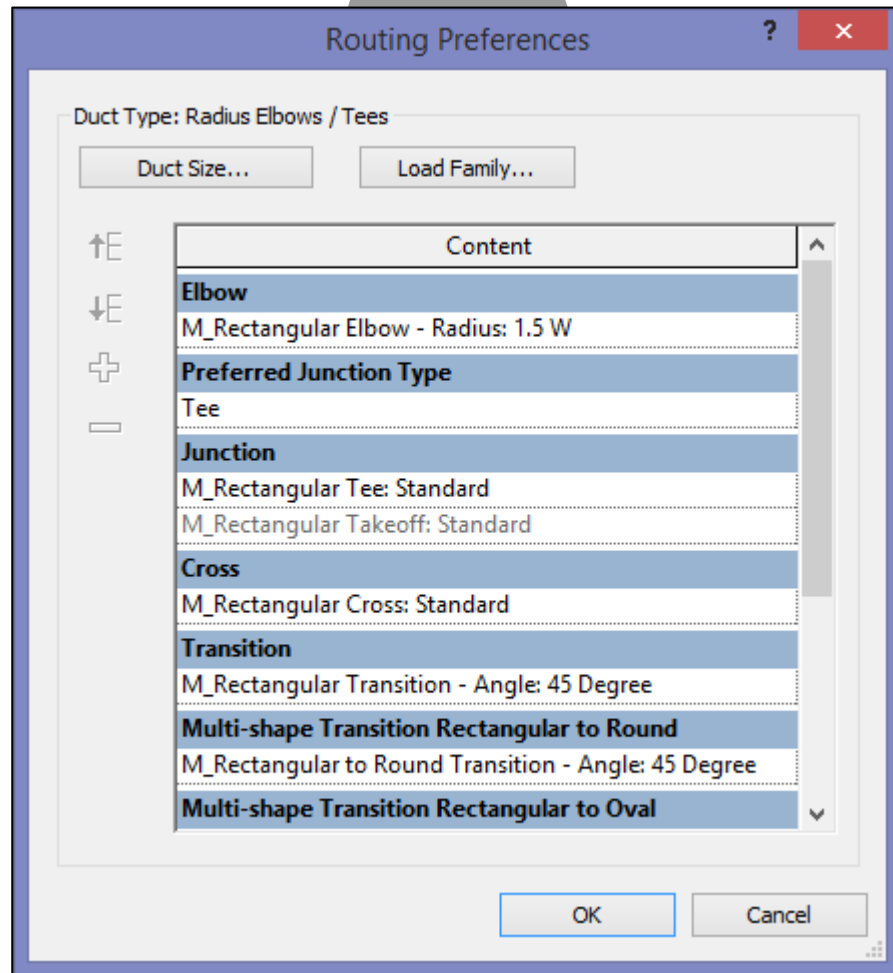 Routing Preferences ? ×
Duct Type: Radius Elbows / Tees
Duct Size... Load Family...
Content
Elbow
M_Rectangular Elbow - Radius: 1.5 W
Preferred Junction Type
Tee
Junction
M_Rectangular Tee: Standard
M_Rectangular Takeoff: Standard
Cross
M_Rectangular Cross: Standard
Transition
M_Rectangular Transition - Angle: 45 Degree
Multi-shape Transition Rectangular to Round
M_Rectangular to Round Transition - Angle: 45 Degree
Multi-shape Transition Rectangular to Oval
OK Cancel